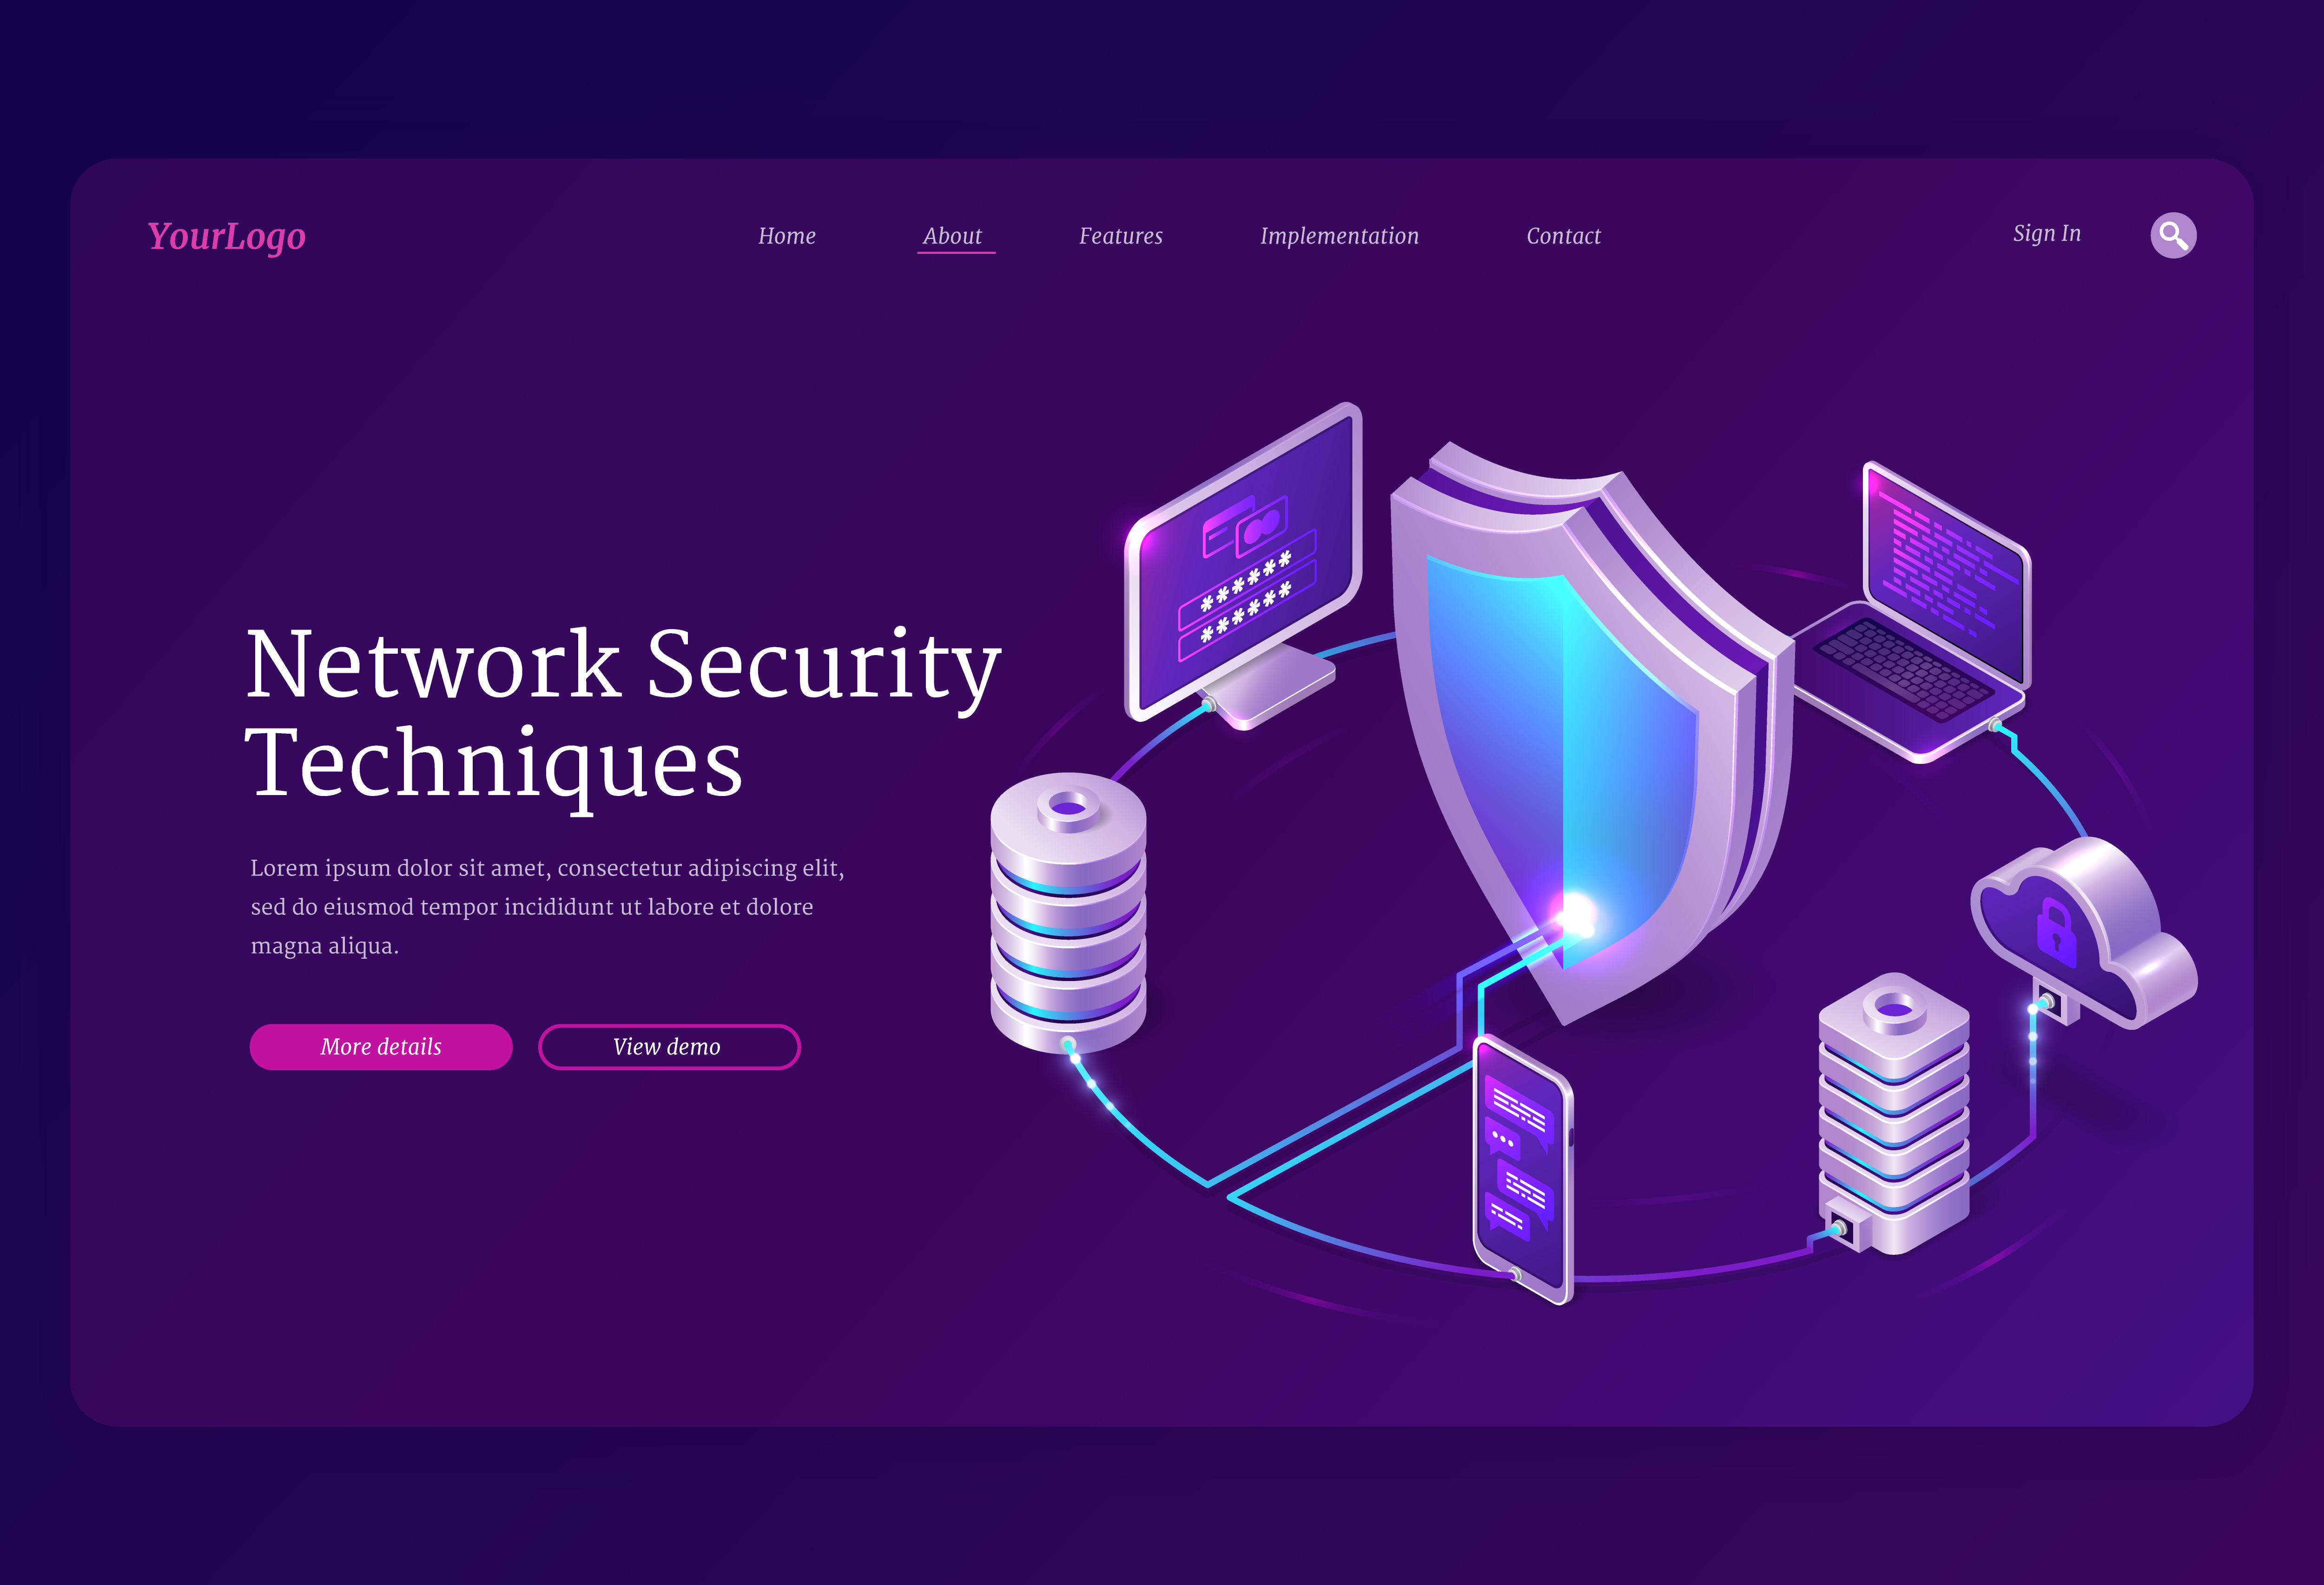 YourLogo
Home
About
Features
Implementation
Contact
Sign In
Network Security
Techniques
Lorem ipsum dolor sit amet, consectetur adipiscing elit,
sed do eiusmod tempor incididunt ut labore et dolore
magna aliqua.
More details
View demo
******
******